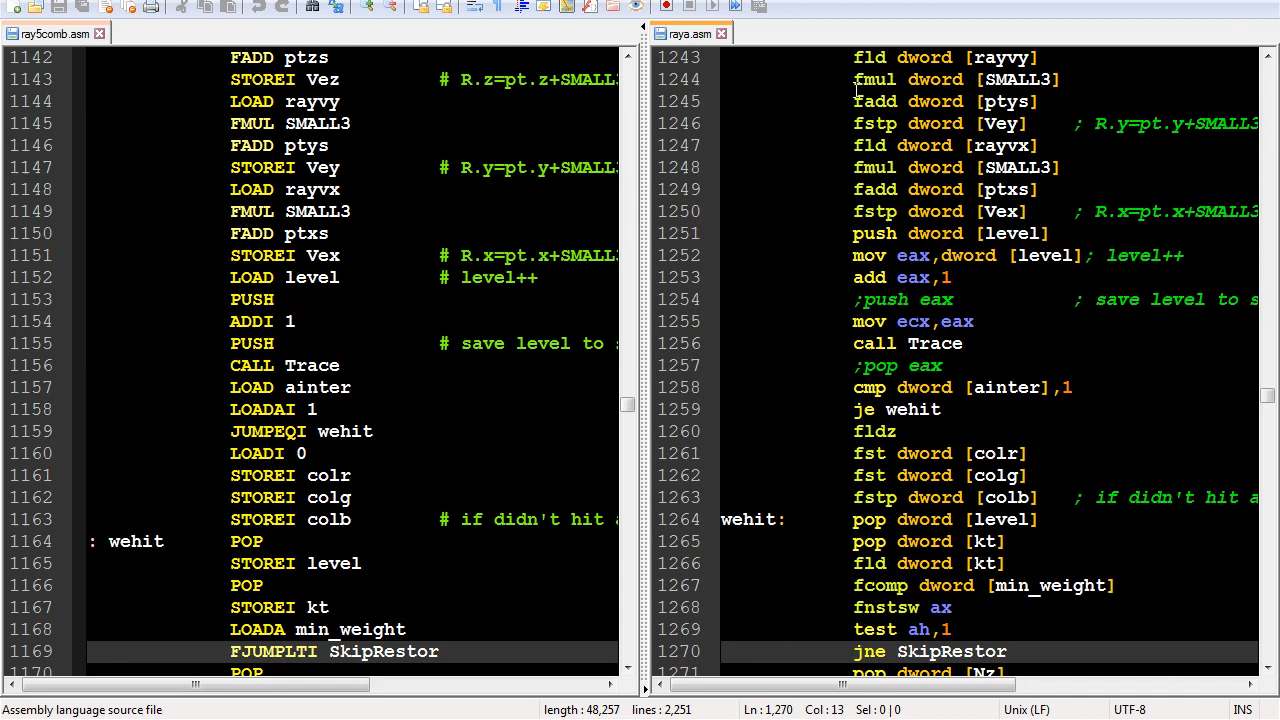 ray5comb.asm
1142 FADD ptzs
1143 STOREI Vez # R.z=pt.z+SMALL
1144 LOAD rayvy
1145 FMUL SMALL3
1146 FADD ptys
1147 STOREI Vey # R.y=pt.y+SMALL
1148 LOAD rayvx
1149 FMUL SMALL3
1150 FADD ptxs
1151 STOREI Vex # R.x=pt.x+SMALL
1152 LOAD level # level++
1153 PUSH
1154 ADDI 1
1155 PUSH # save level to
1156 CALL Trace
1157 LOAD ainter
1158 LOADAI 1
1159 JUMPEQI wehit
1160 LOADI 0
1161 STOREI colr
1162 STOREI colg
1163 STOREI colb # if didn't hit a
1164 : wehit POP
1165 STOREI level
1166 POP
1167 STOREI kt
1168 LOADA min_weight
1169 FJUMPLTI SkipRestor
1170 POP
raya.asm
1243 fld dword [rayvy]
1244 fmul dword [SMALL3]
1245 fadd dword [ptys]
1246 fstp dword [Vey] ; R.y=pt.y+SMALL3
1247 fld dword [rayvx]
1248 fmul dword [SMALL3]
1249 fadd dword [ptxs]
1250 fstp dword [Vex] ; R.x=pt.x+SMALL3
1251 push dword [level]
1252 mov eax,dword [level]; level++
1253 add eax,1
1254 ;push eax ; save level to s
1255 mov ecx,eax
1256 call Trace
1257 ;pop eax
1258 cmp dword [ainter],1
1259 je wehit
1260 fldz
1261 fst dword [colr]
1262 fst dword [colg]
1263 fstp dword [colb] ; if didn't hit a
1264 wehit: pop dword [level]
1265 pop dword [kt]
1266 fld dword [kt]
1267 fcomp dword [min_weight]
1268 fnstsw ax
1269 test ah,1
1270 jne SkipRestor
1271 pop dword [Nz]
Assembly language source file length : 48,257 lines : 2,251 Ln : 1,270 Col : 13 Sel : 0 | 0 Unix (LF) UTF-8 INS